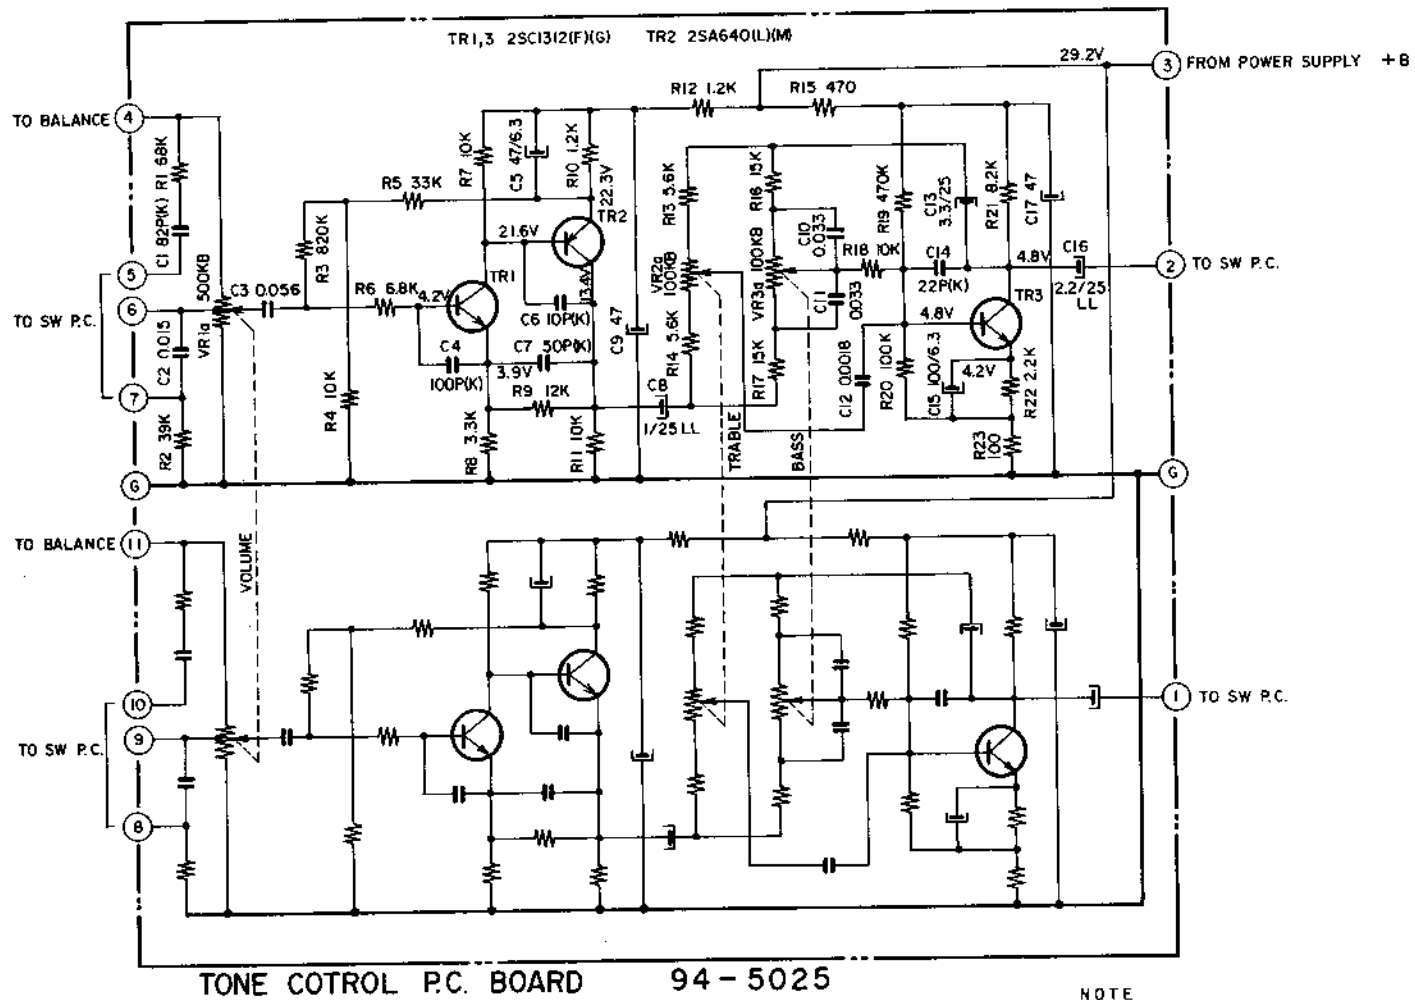 TR1,3 2SC1312(F)(G) TR2 2SA640(L)(M)
29.2V
3 FROM POWER SUPPLY +B
R12 1.2K R15 470
TO BALANCE 4
R1 68K
C1 82P(K)
R7 10K
C5 47/6.3
R10 1.2K
22.3V
R5 33K
R3 820K
R13 5.6K
R16 15K
C10 0.033
R19 470K
C13 3.3/25
R21 8.2K
C17 47
TR2
21.6V
13.4V
5
6
7
TO SW P.C.
500KB
VR1a
C3 0.056
R6 6.8K
4.2V
TR1
C6 10P(K)
C9 47
VR2a 100KB
VR3a 100KB
R18 10K
C14 22P(K)
C11 0.033
4.8V
C16
2.2/25 LL
2 TO SW P.C.
TR3
4.8V
C2 0.015
C4 100P(K)
C7 50P(K)
3.9V
R9 12K
C8
1/25 LL
R14 5.6K
R17 15K
C12 0.0018
R20 100K
C15 100/6.3
4.2V
R22 2.2K
R2 39K
R4 10K
R8 3.3K
R11 10K
TRABLE
BASS
R23 100
G
G
TO BALANCE 11
VOLUME
10
9
TO SW P.C.
8
1 TO SW P.C.
TONE COTROL P.C. BOARD 94-5025
NOTE